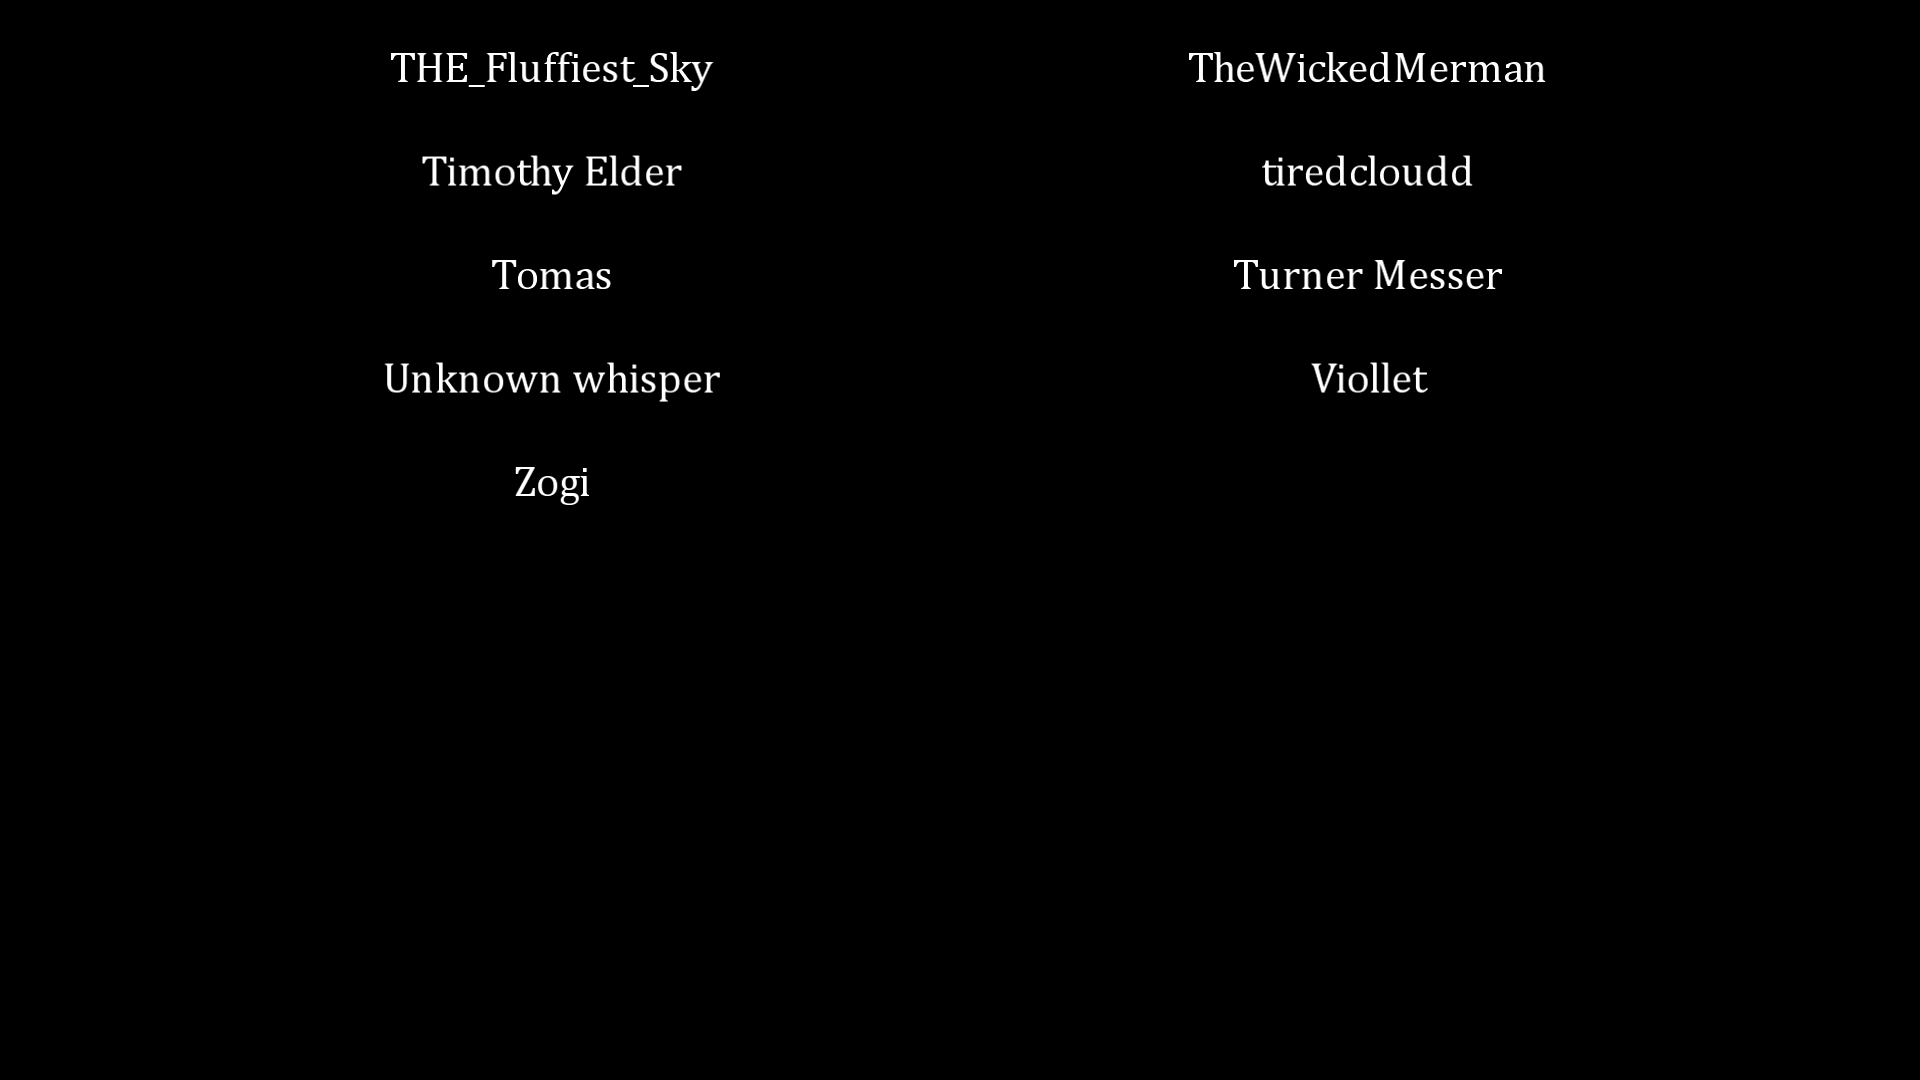 THE_Fluffiest_Sky
TheWickedMerman
Timothy Elder
tiredcloudd
Tomas
Turner Messer
Unknown whisper
Viollet
Zogi